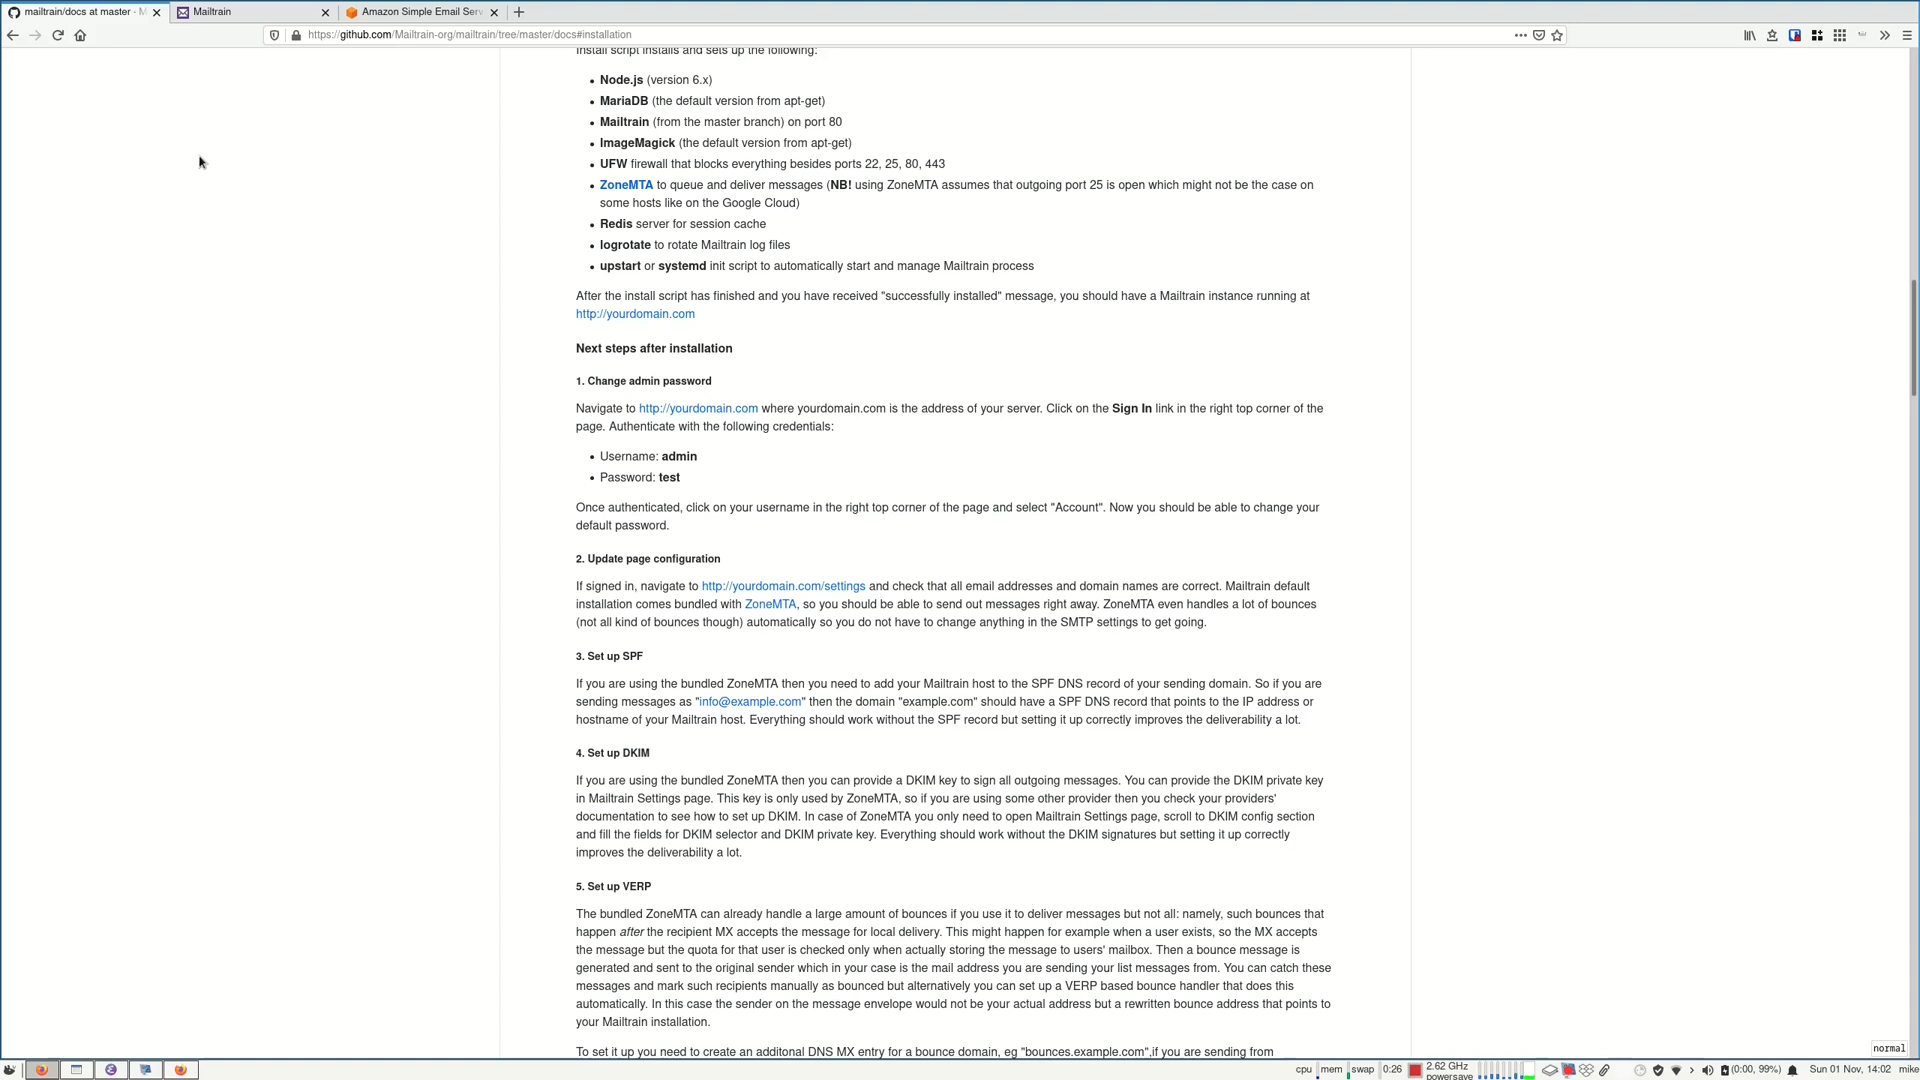 mailtrain/docs at master · M
Mailtrain
Amazon Simple Email Serv
https://github.com/Mailtrain-org/mailtrain/tree/master/docs#installation
Install script installs and sets up the following:
Node.js (version 6.x)
MariaDB (the default version from apt-get)
Mailtrain (from the master branch) on port 80
ImageMagick (the default version from apt-get)
UFW firewall that blocks everything besides ports 22, 25, 80, 443
ZoneMTA to queue and deliver messages (NB! using ZoneMTA assumes that outgoing port 25 is open which might not be the case on
some hosts like on the Google Cloud)
Redis server for session cache
logrotate to rotate Mailtrain log files
upstart or systemd init script to automatically start and manage Mailtrain process
After the install script has finished and you have received "successfully installed" message, you should have a Mailtrain instance running at
http://yourdomain.com
Next steps after installation
1. Change admin password
Navigate to http://yourdomain.com where yourdomain.com is the address of your server. Click on the Sign In link in the right top corner of the
page. Authenticate with the following credentials:
Username: admin
Password: test
Once authenticated, click on your username in the right top corner of the page and select "Account". Now you should be able to change your
default password.
2. Update page configuration
If signed in, navigate to http://yourdomain.com/settings and check that all email addresses and domain names are correct. Mailtrain default
installation comes bundled with ZoneMTA, so you should be able to send out messages right away. ZoneMTA even handles a lot of bounces
(not all kind of bounces though) automatically so you do not have to change anything in the SMTP settings to get going.
3. Set up SPF
If you are using the bundled ZoneMTA then you need to add your Mailtrain host to the SPF DNS record of your sending domain. So if you are
sending messages as "info@example.com" then the domain "example.com" should have a SPF DNS record that points to the IP address or
hostname of your Mailtrain host. Everything should work without the SPF record but setting it up correctly improves the deliverability a lot.
4. Set up DKIM
If you are using the bundled ZoneMTA then you can provide a DKIM key to sign all outgoing messages. You can provide the DKIM private key
in Mailtrain Settings page. This key is only used by ZoneMTA, so if you are using some other provider then you check your providers'
documentation to see how to set up DKIM. In case of ZoneMTA you only need to open Mailtrain Settings page, scroll to DKIM config section
and fill the fields for DKIM selector and DKIM private key. Everything should work without the DKIM signatures but setting it up correctly
improves the deliverability a lot.
5. Set up VERP
The bundled ZoneMTA can already handle a large amount of bounces if you use it to deliver messages but not all: namely, such bounces that
happen after the recipient MX accepts the message for local delivery. This might happen for example when a user exists, so the MX accepts
the message but the quota for that user is checked only when actually storing the message to users' mailbox. Then a bounce message is
generated and sent to the original sender which in your case is the mail address you are sending your list messages from. You can catch these
messages and mark such recipients manually as bounced but alternatively you can set up a VERP based bounce handler that does this
automatically. In this case the sender on the message envelope would not be your actual address but a rewritten bounce address that points to
your Mailtrain installation.
To set it up you need to create an additonal DNS MX entry for a bounce domain, eg "bounces.example.com",if you are sending from
normal
cpu mem swap 0:26 2.62 GHz powersave (0:00, 99%) Sun 01 Nov, 14:02 mike